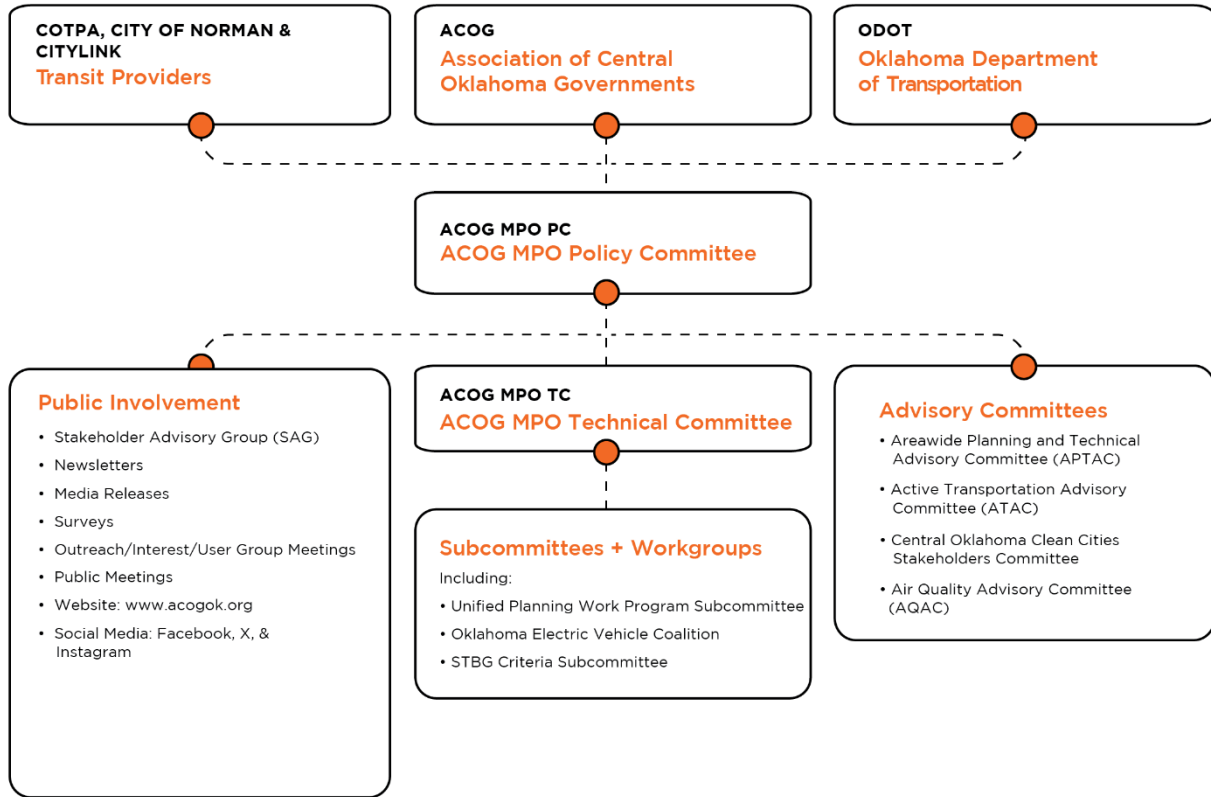 COTPA, CITY OF NORMAN &
CITYLINK
Transit Providers
ACOG
Association of Central
Oklahoma Governments
ODOT
Oklahoma Department
of Transportation
ACOG MPO PC
ACOG MPO Policy Committee
Public Involvement
• Stakeholder Advisory Group (SAG)
• Newsletters
• Media Releases
• Surveys
• Outreach/Interest/User Group Meetings
• Public Meetings
• Website: www.acogok.org
• Social Media: Facebook, X, &
Instagram
ACOG MPO TC
ACOG MPO Technical Committee
Subcommittees + Workgroups
Including:
• Unified Planning Work Program Subcommittee
• Oklahoma Electric Vehicle Coalition
• STBG Criteria Subcommittee
Advisory Committees
• Areawide Planning and Technical
Advisory Committee (APTAC)
• Active Transportation Advisory
Committee (ATAC)
• Central Oklahoma Clean Cities
Stakeholders Committee
• Air Quality Advisory Committee
(AQAC)